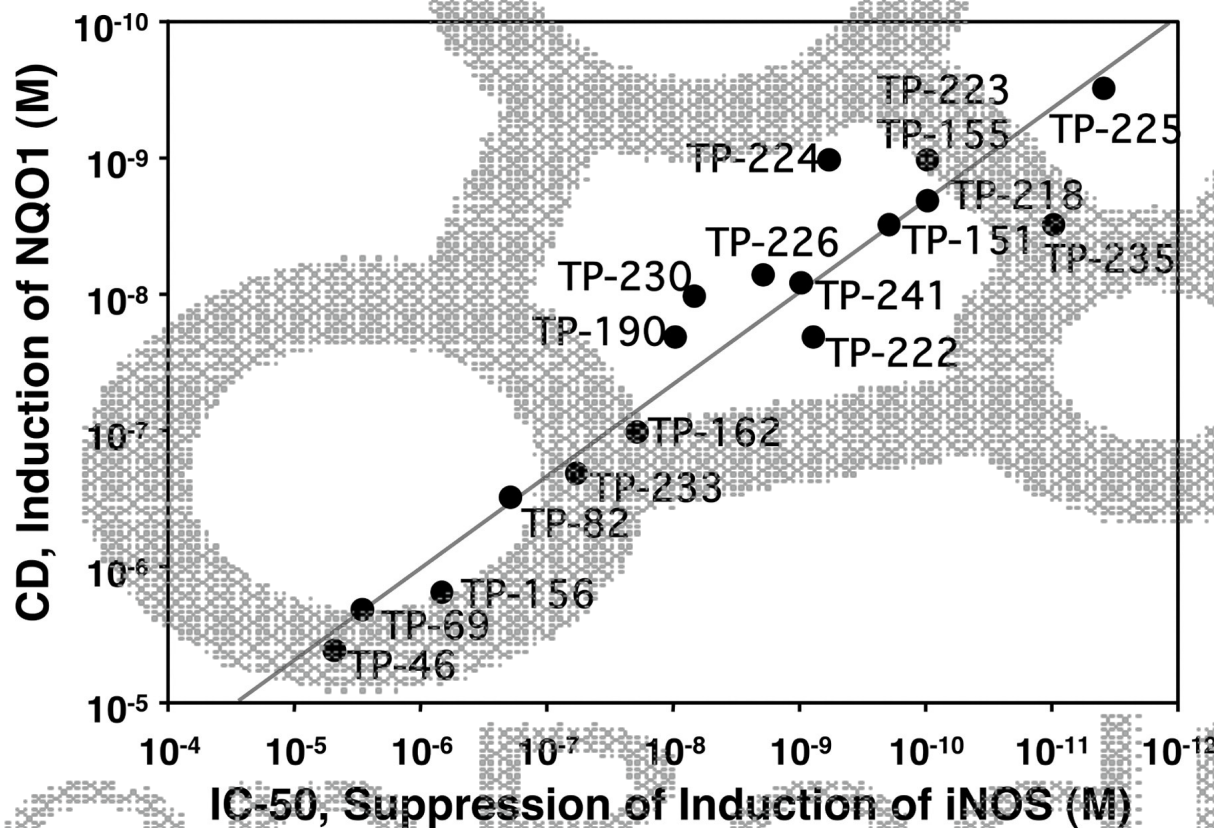 10-10
CD, Induction of NQO1 (M)
TP-223
TP-155
TP-225
10-9
TP-224
TP-218
TP-226
TP-151
TP-235
TP-230
10-8
TP-241
TP-190
TP-222
10-7
TP-162
TP-233
TP-82
10-6
TP-156
TP-69
TP-46
10-5
10-4 10-5 10-6 10-7 10-8 10-9 10-10 10-11 10-12
IC-50, Suppression of Induction of iNOS (M)